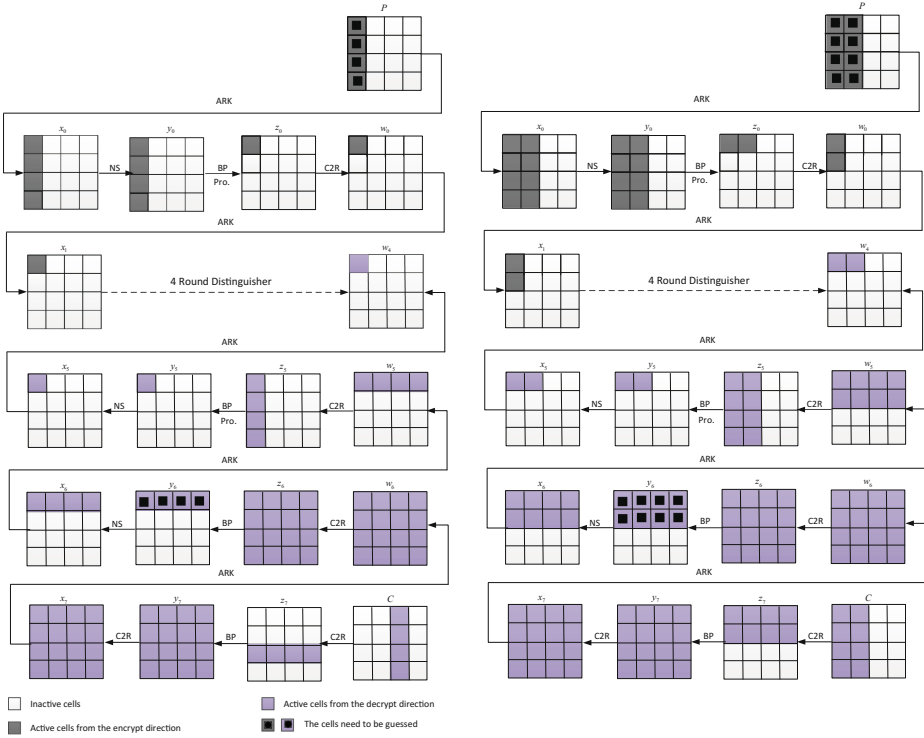 P P
ARK ARK
x0 y0 z0 w0 x0 y0 z0 w0
NS BP C2R NS BP C2R
Pro. Pro.
ARK ARK
x1 w4 x1 w4
4 Round Distinguisher 4 Round Distinguisher
ARK ARK
x5 y5 z5 w5 x5 y5 z5 w5
NS BP C2R NS BP C2R
Pro. Pro.
ARK ARK
x6 y6 z6 w6 x6 y6 z6 w6
NS BP C2R NS BP C2R
ARK ARK
x7 y7 z7 C x7 y7 z7 C
C2R BP C2R C2R BP C2R
Inactive cells Active cells from the decrypt direction
Active cells from the encrypt direction The cells need to be guessed